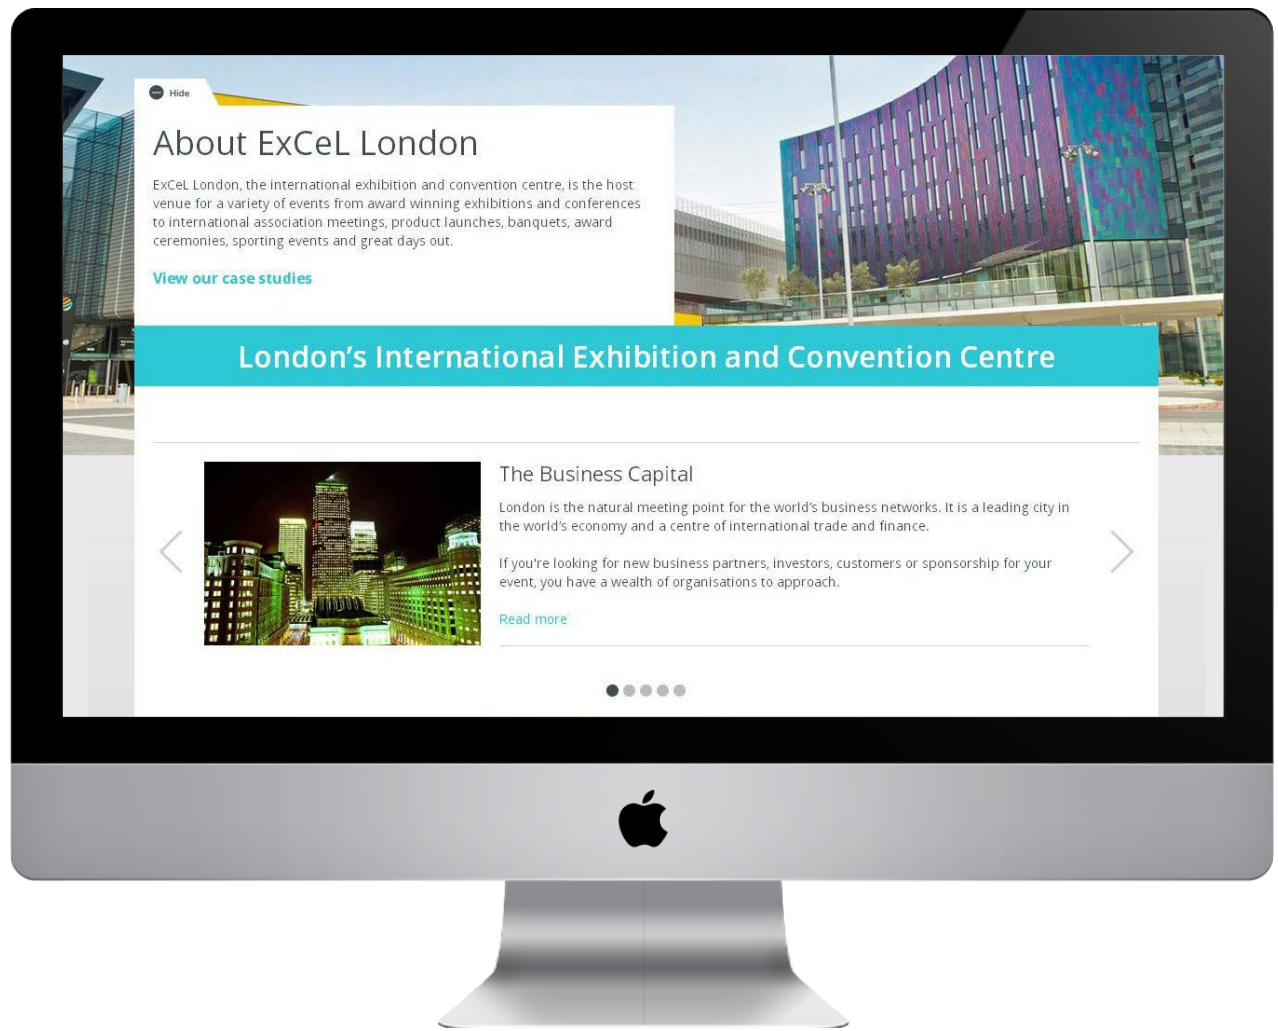 Hide
About ExCeL London
ExCeL London, the international exhibition and convention centre, is the host
venue for a variety of events from award winning exhibitions and conferences
to international association meetings, product launches, banquets, award
ceremonies, sporting events and great days out.
View our case studies
London’s International Exhibition and Convention Centre
The Business Capital
London is the natural meeting point for the world’s business networks. It is a leading city in
the world’s economy and a centre of international trade and finance.
If you're looking for new business partners, investors, customers or sponsorship for your
event, you have a wealth of organisations to approach.
Read more